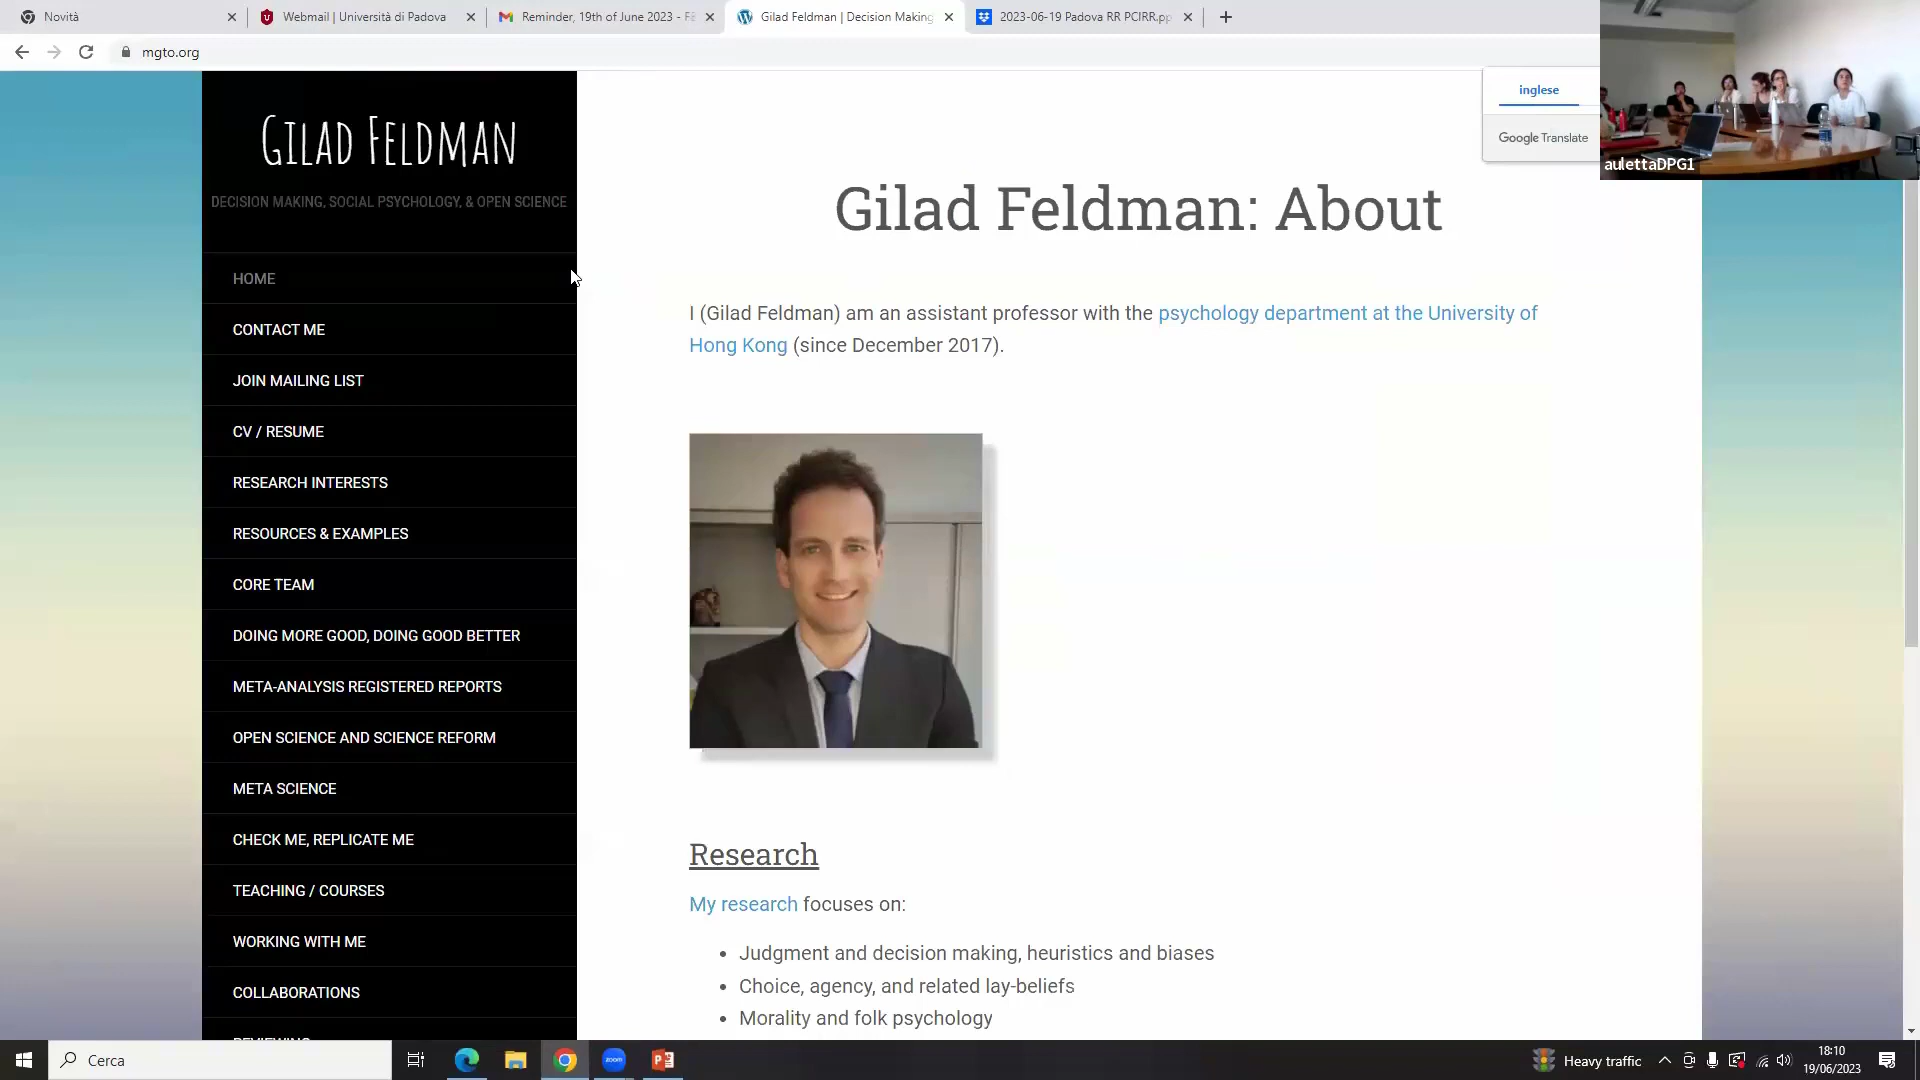 Novità
Webmail | Università di Padova
Reminder, 19th of June 2023 - Fe
Gilad Feldman | Decision Making,
2023-06-19 Padova RR PCIRR.pp
mgto.org
inglese
Google Translate
aulettaDPG1
GILAD FELDMAN
DECISION MAKING, SOCIAL PSYCHOLOGY, & OPEN SCIENCE
HOME
CONTACT ME
JOIN MAILING LIST
CV / RESUME
RESEARCH INTERESTS
RESOURCES & EXAMPLES
CORE TEAM
DOING MORE GOOD, DOING GOOD BETTER
META-ANALYSIS REGISTERED REPORTS
OPEN SCIENCE AND SCIENCE REFORM
META SCIENCE
CHECK ME, REPLICATE ME
TEACHING / COURSES
WORKING WITH ME
COLLABORATIONS
REVIEWING
Gilad Feldman: About
I (Gilad Feldman) am an assistant professor with the psychology department at the University of
Hong Kong (since December 2017).
Research
My research focuses on:
• Judgment and decision making, heuristics and biases
• Choice, agency, and related lay-beliefs
• Morality and folk psychology
Cerca
zoom
Heavy traffic
18:10
19/06/2023